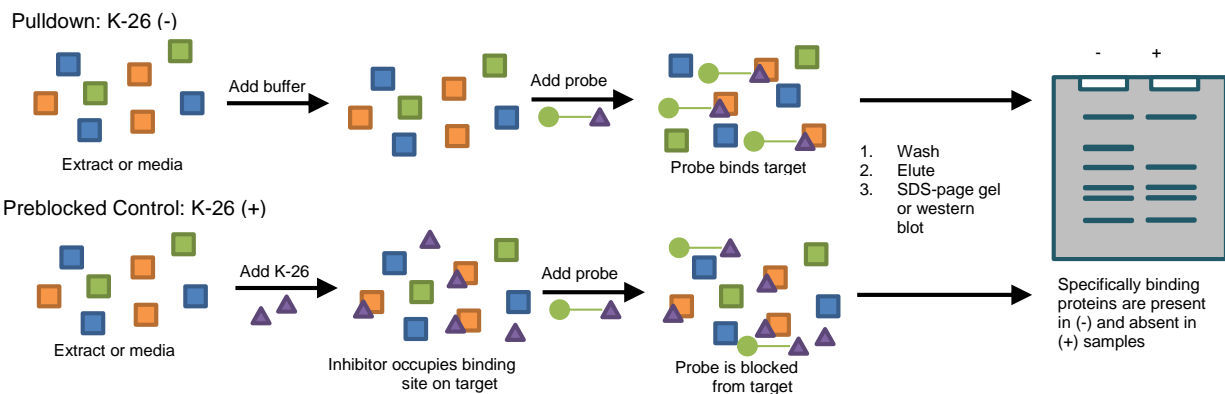 Pulldown: K-26 (-)
Add buffer
Add probe
Extract or media
Probe binds target
1. Wash
2. Elute
3. SDS-page gel
or western
blot
- +
Preblocked Control: K-26 (+)
Add K-26
Add probe
Extract or media
Inhibitor occupies binding
site on target
Probe is blocked
from target
Specifically binding
proteins are present
in (-) and absent in
(+) samples